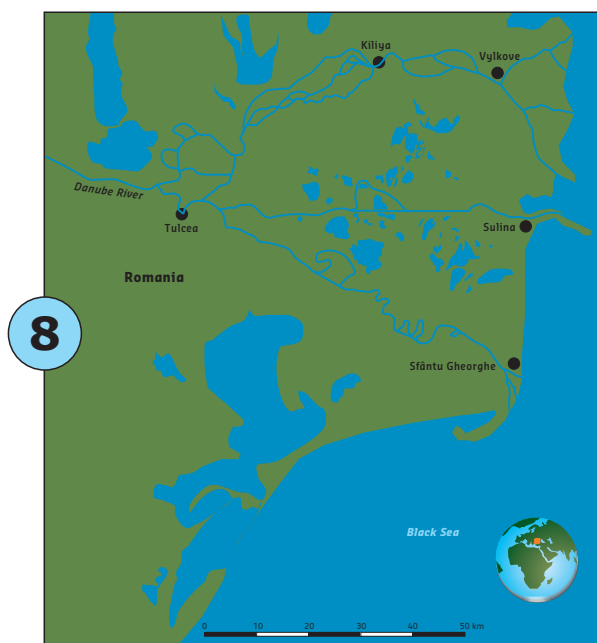 Kiliya
Vylkove
Danube River
Tulcea
Sulina
Romania
8
Sfântu Gheorghe
Black Sea
0 10 20 30 40 50 km